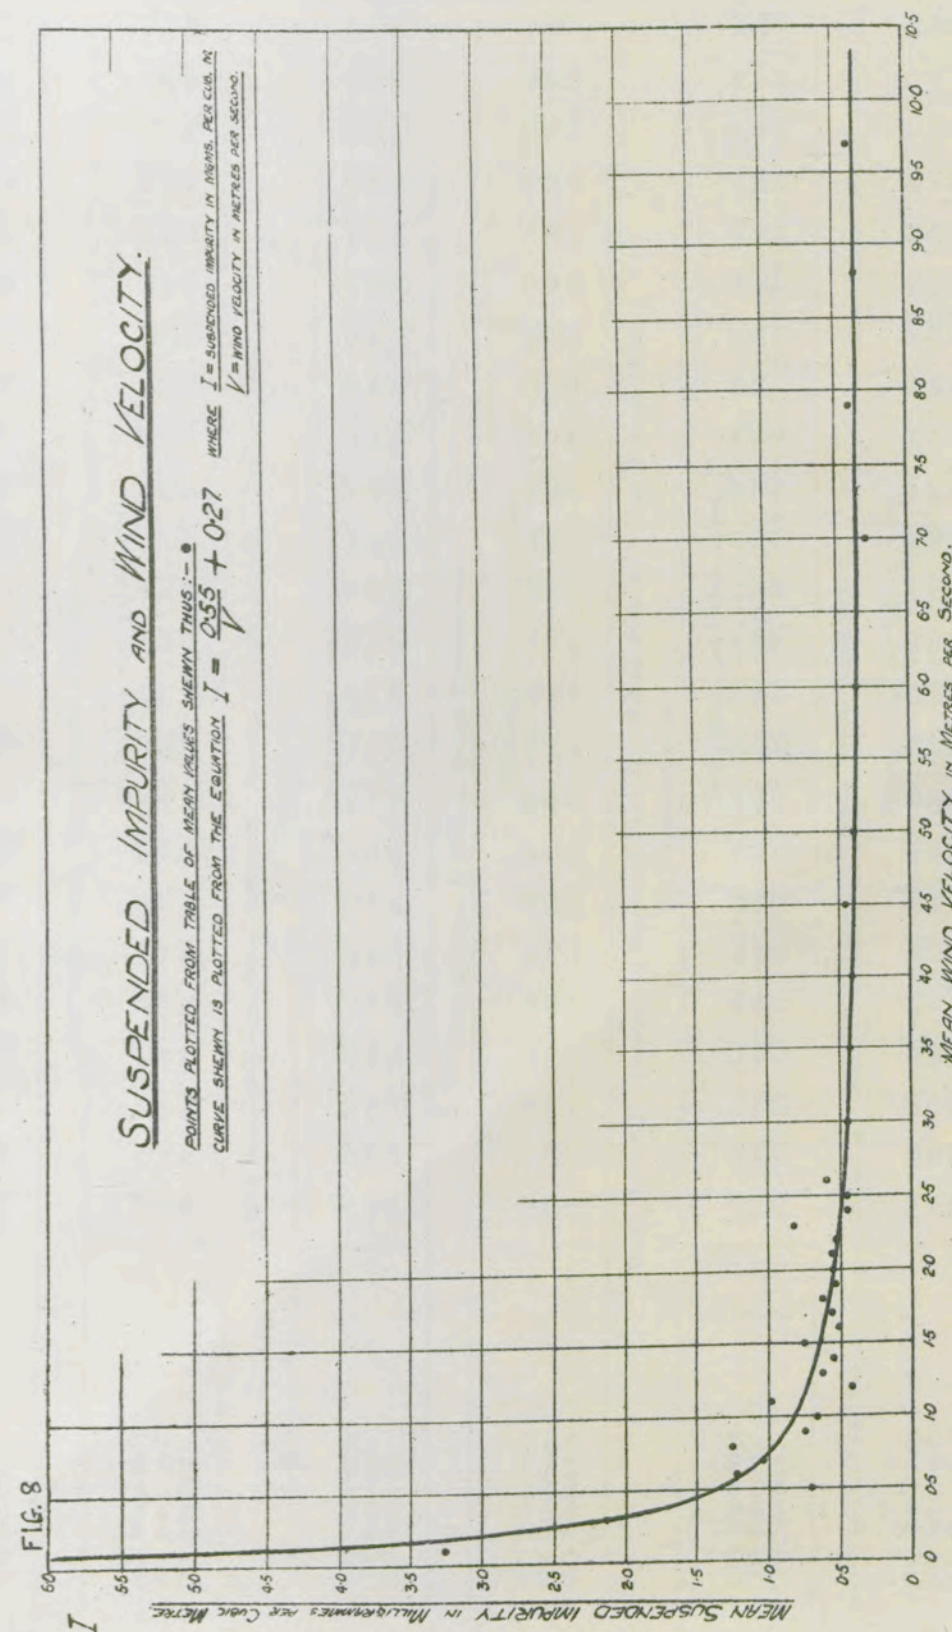 FIG. 8
I
SUSPENDED IMPURITY AND WIND VELOCITY.
POINTS PLOTTED FROM TABLE OF MEAN VALUES SHEWN THUS:— •
CURVE SHEWN IS PLOTTED FROM THE EQUATION I = 0.55/V + 0.27 WHERE I = SUSPENDED IMPURITY IN MGMS. PER CUB. M
V = WIND VELOCITY IN METRES PER SECOND.
MEAN SUSPENDED IMPURITY IN MILLIGRAMMES PER CUBIC METRE.
6·0
5·5
5·0
4·5
4·0
3·5
3·0
2·5
2·0
1·5
1·0
0·5
0
0 0·5 1·0 1·5 2·0 2·5 3·0 3·5 4·0 4·5 5·0 5·5 6·0 6·5 7·0 7·5 8·0 8·5 9·0 9·5 10·0 10·5
MEAN WIND VELOCITY IN METRES PER SECOND.